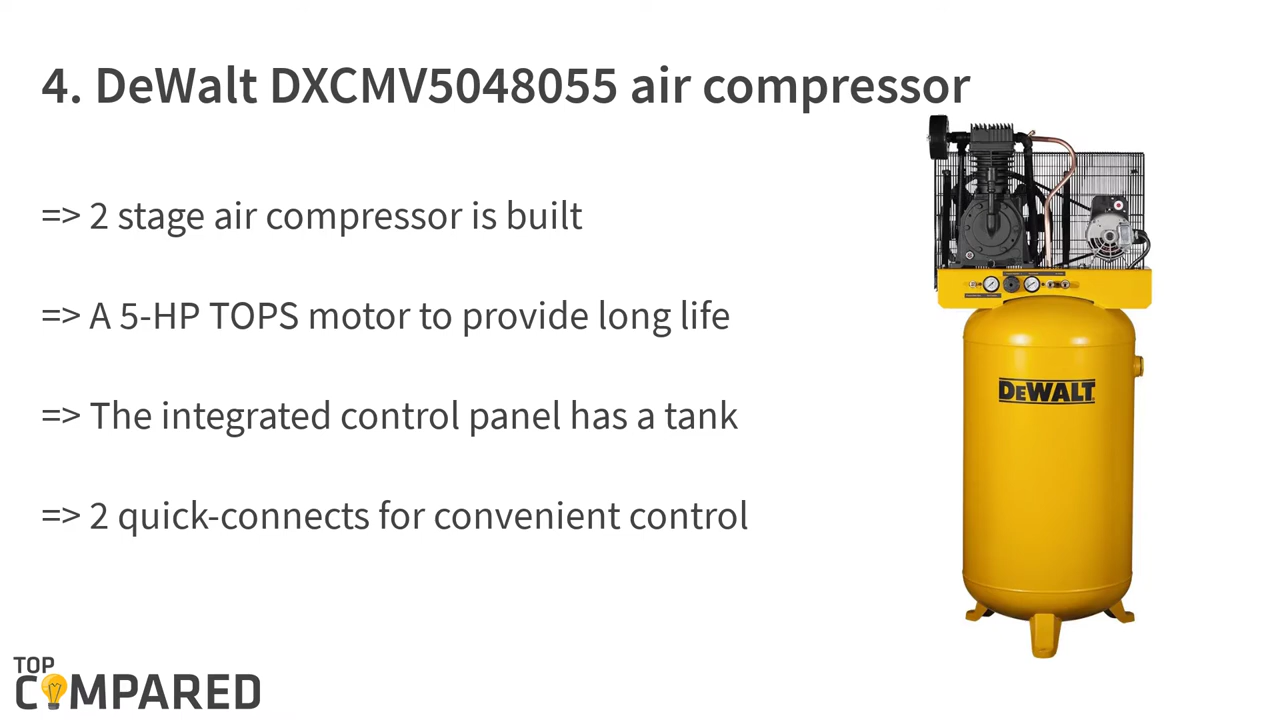 4. DeWalt DXCMV5048055 air compressor
=> 2 stage air compressor is built
=> A 5-HP TOPS motor to provide long life
=> The integrated control panel has a tank
=> 2 quick-connects for convenient control
DEWALT
TOP
COMPARED